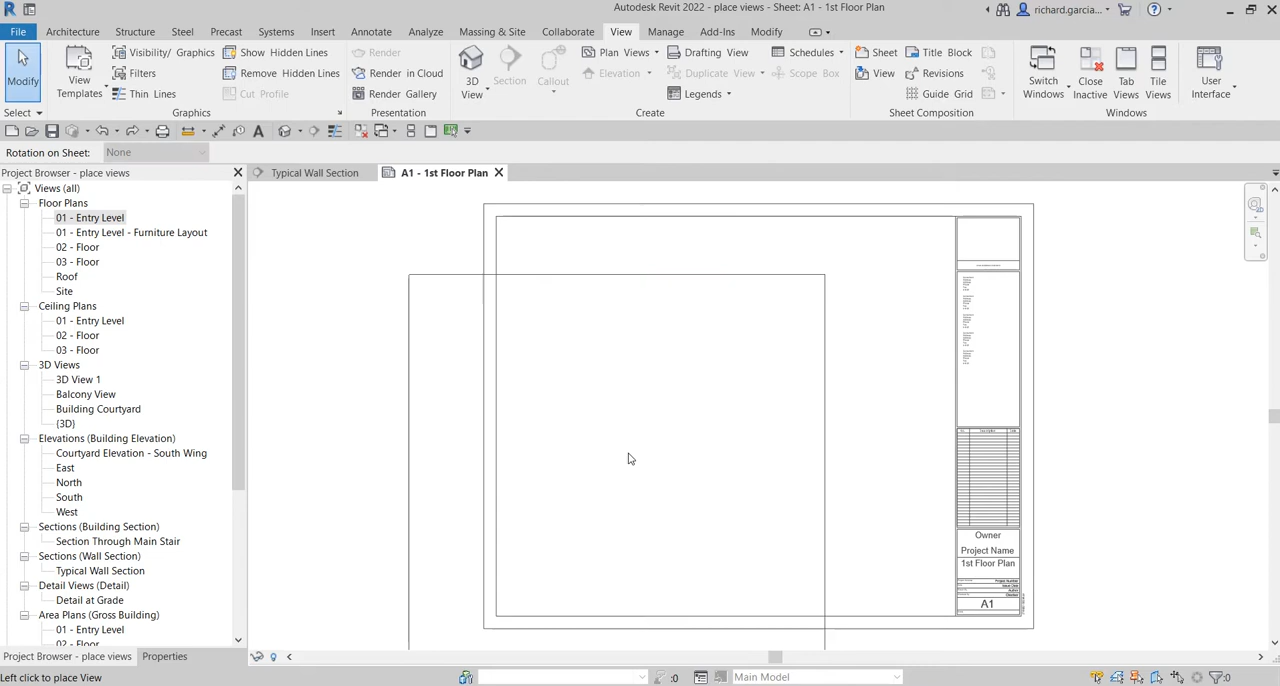 Autodesk Revit 2022 - place views - Sheet: A1 - 1st Floor Plan
richard.garcia...
File Architecture Structure Steel Precast Systems Insert Annotate Analyze Massing & Site Collaborate View Manage Add-Ins Modify
Modify
Select
View Templates
Visibility/ Graphics
Filters
Thin Lines
Show Hidden Lines
Remove Hidden Lines
Cut Profile
Graphics
Render
Render in Cloud
Render Gallery
Presentation
3D View
Section
Callout
Plan Views
Elevation
Drafting View
Duplicate View
Legends
Schedules
Scope Box
Create
Sheet
View
Title Block
Revisions
Guide Grid
Sheet Composition
Switch Windows
Close Inactive
Tab Views
Tile Views
Windows
User Interface
Rotation on Sheet: None
Project Browser - place views
Typical Wall Section
A1 - 1st Floor Plan
Views (all)
Floor Plans
01 - Entry Level
01 - Entry Level - Furniture Layout
02 - Floor
03 - Floor
Roof
Site
Ceiling Plans
01 - Entry Level
02 - Floor
03 - Floor
3D Views
3D View 1
Balcony View
Building Courtyard
{3D}
Elevations (Building Elevation)
Courtyard Elevation - South Wing
East
North
South
West
Sections (Building Section)
Section Through Main Stair
Sections (Wall Section)
Typical Wall Section
Detail Views (Detail)
Detail at Grade
Area Plans (Gross Building)
01 - Entry Level
02 - Floor
Owner
Project Name
1st Floor Plan
A1
Project Browser - place views
Properties
Left click to place View
:0
Main Model
:0